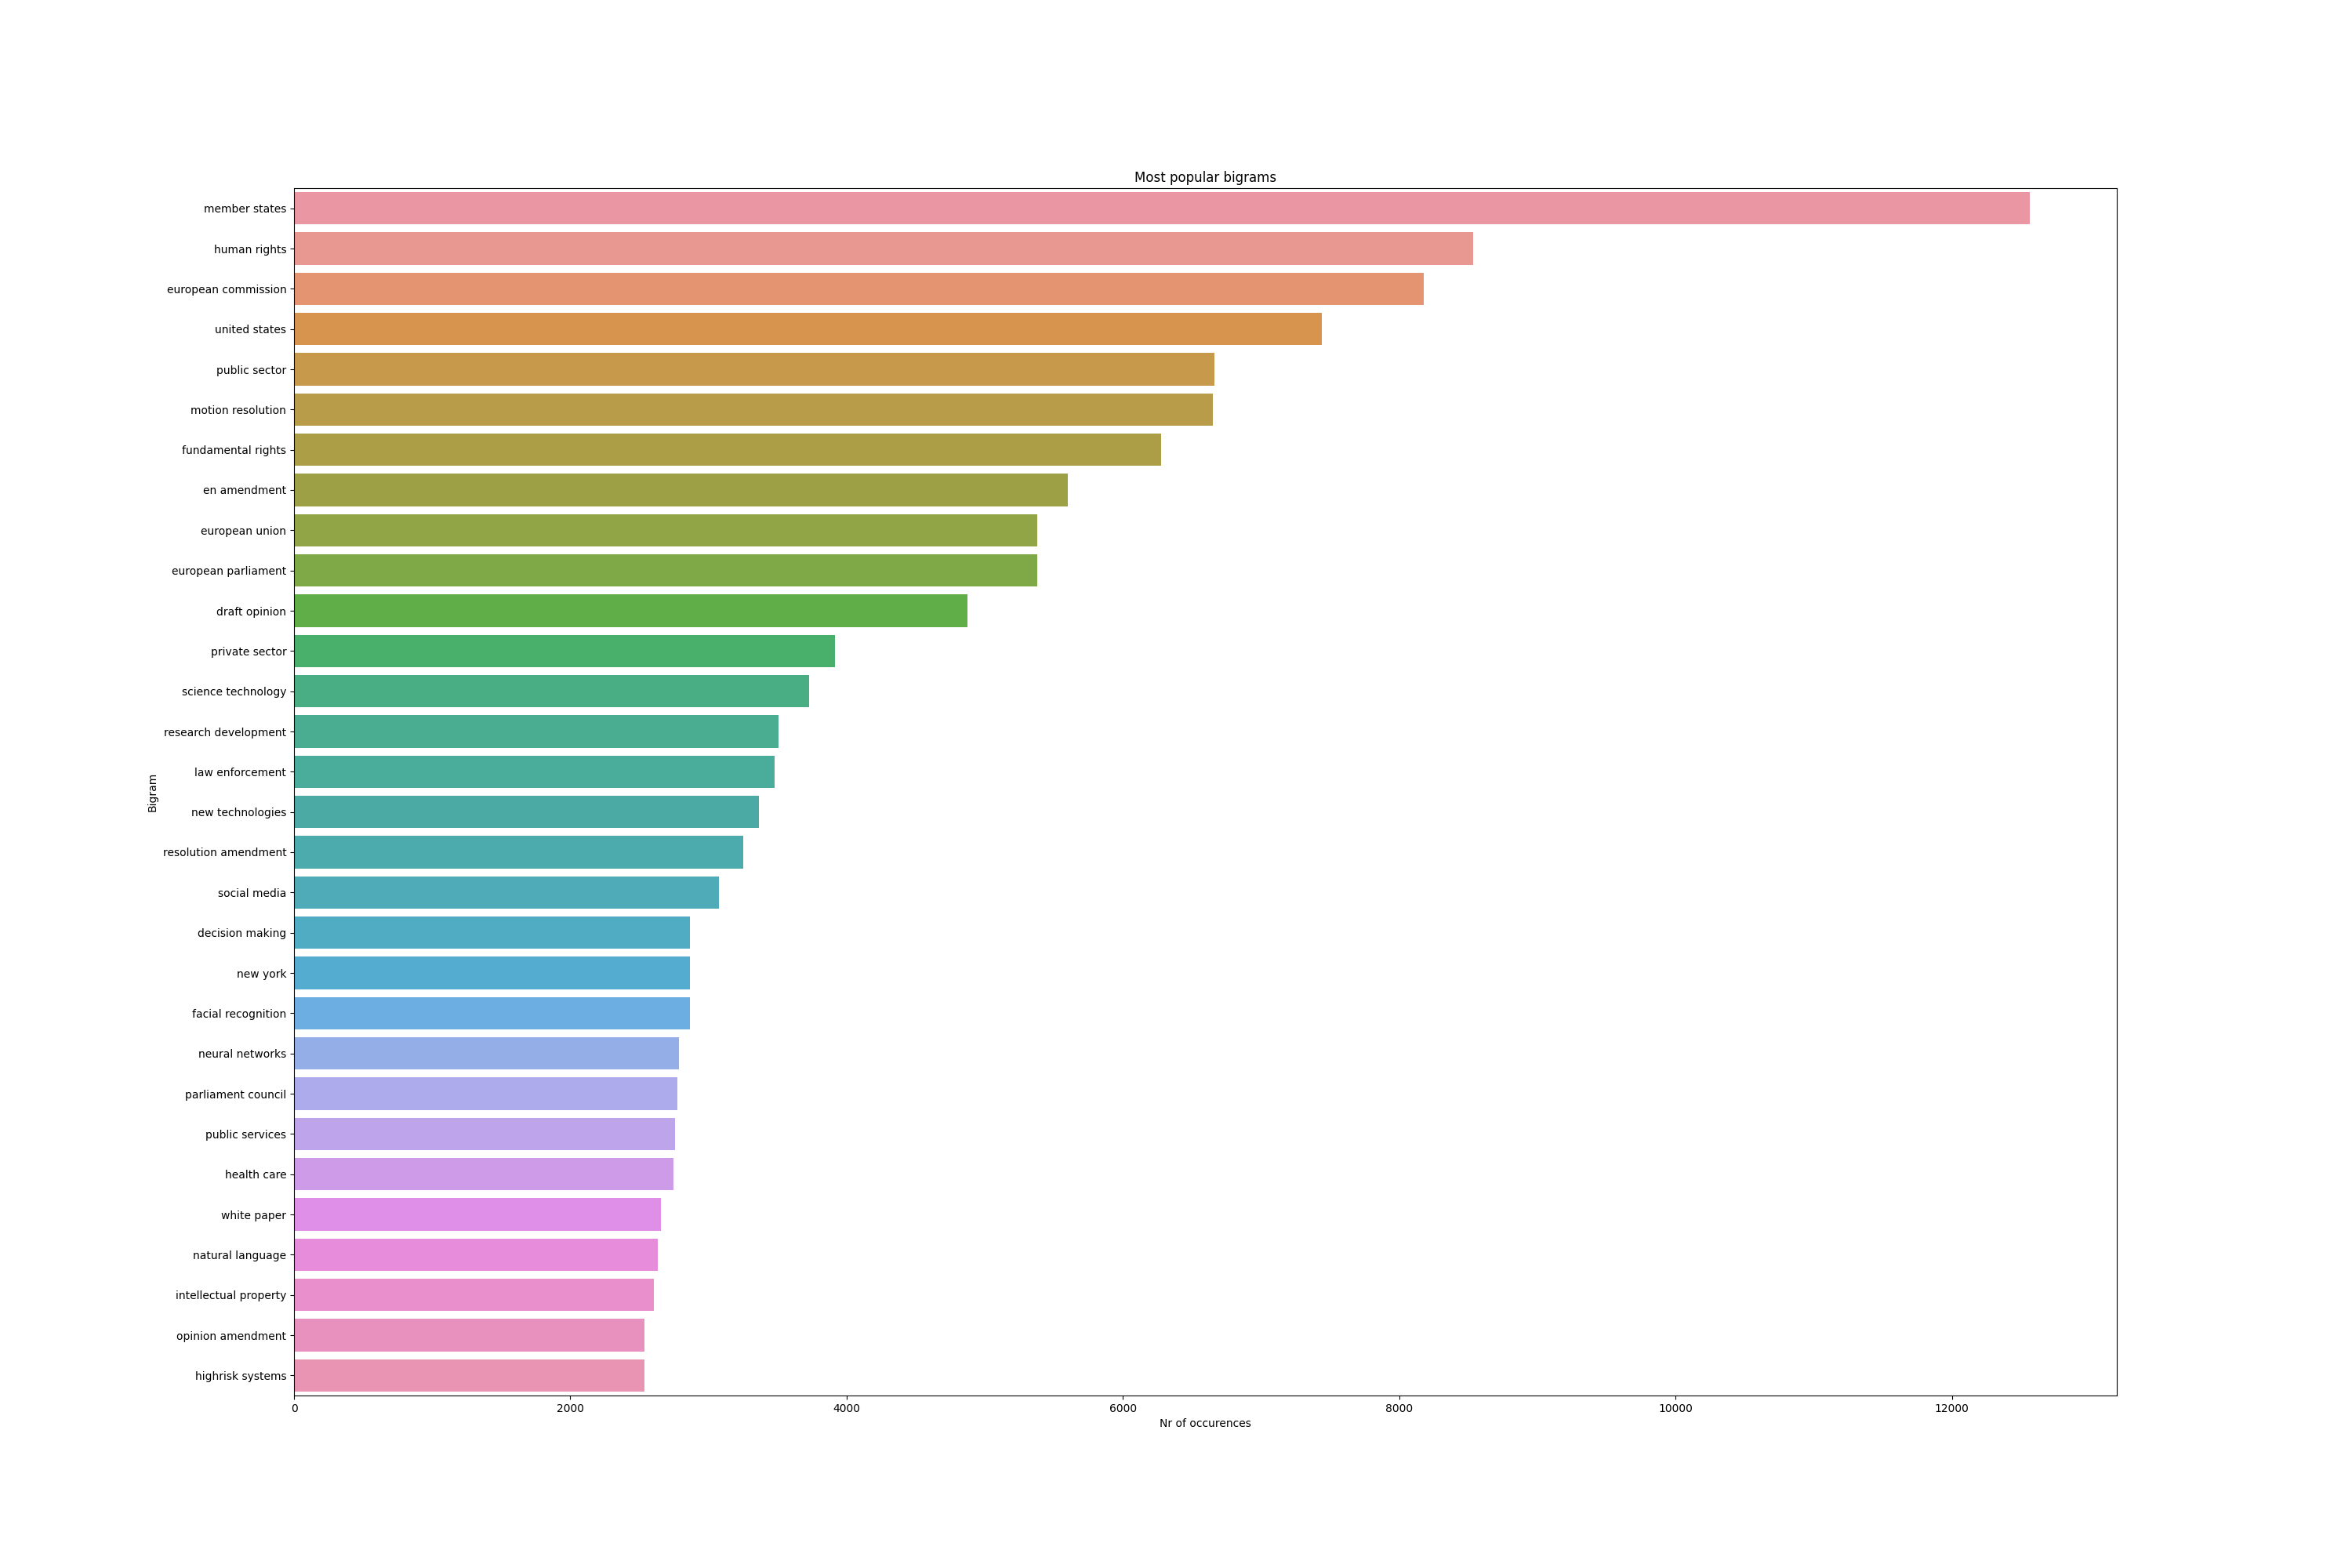 Most popular bigrams
member states
human rights
european commission
united states
public sector
motion resolution
fundamental rights
en amendment
european union
european parliament
draft opinion
private sector
science technology
research development
law enforcement
new technologies
resolution amendment
social media
decision making
new york
facial recognition
neural networks
parliament council
public services
health care
white paper
natural language
intellectual property
opinion amendment
highrisk systems
Bigram
0 2000 4000 6000 8000 10000 12000
Nr of occurences